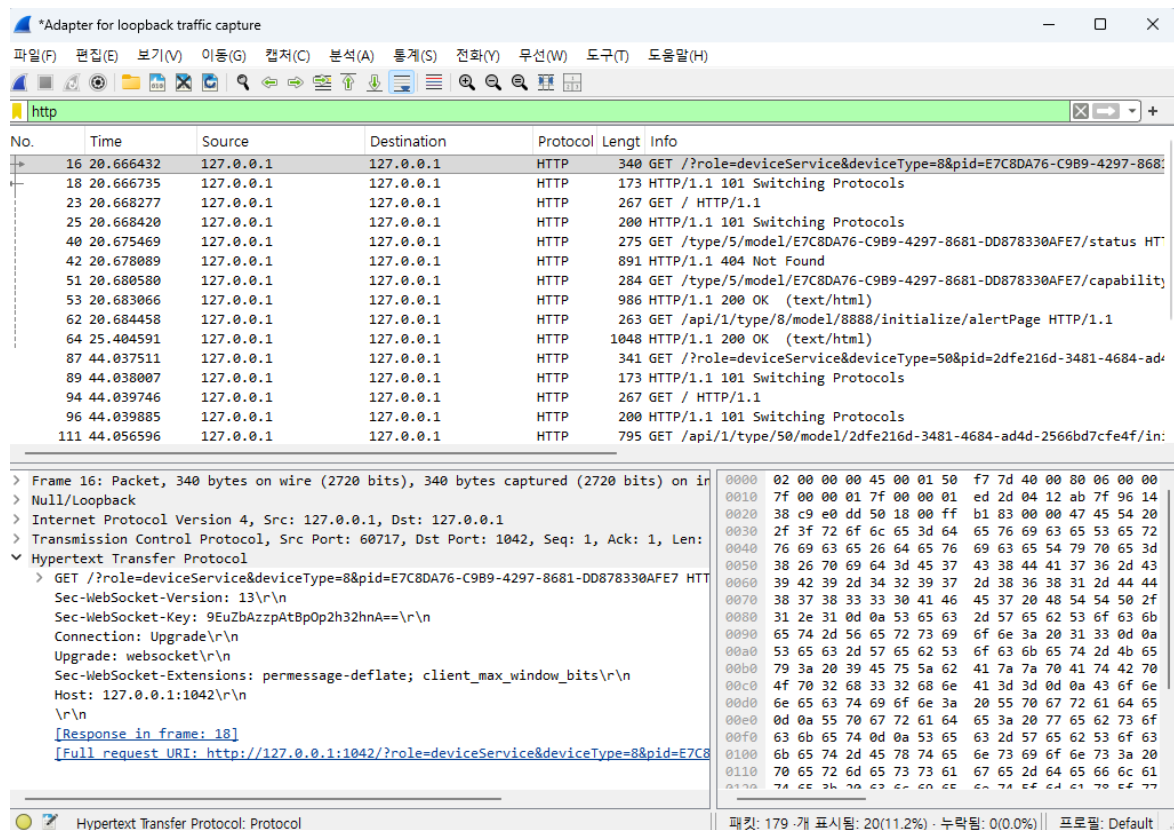 *Adapter for loopback traffic capture
파일(F) 편집(E) 보기(V) 이동(G) 캡처(C) 분석(A) 통계(S) 전화(Y) 무선(W) 도구(T) 도움말(H)
http
No. Time Source Destination Protocol Lengt Info
16 20.666432 127.0.0.1 127.0.0.1 HTTP 340 GET /?role=deviceService&deviceType=8&pid=E7C8DA76-C9B9-4297-8681
18 20.666735 127.0.0.1 127.0.0.1 HTTP 173 HTTP/1.1 101 Switching Protocols
23 20.668277 127.0.0.1 127.0.0.1 HTTP 267 GET / HTTP/1.1
25 20.668420 127.0.0.1 127.0.0.1 HTTP 200 HTTP/1.1 101 Switching Protocols
40 20.675469 127.0.0.1 127.0.0.1 HTTP 275 GET /type/5/model/E7C8DA76-C9B9-4297-8681-DD878330AFE7/status HT
42 20.678089 127.0.0.1 127.0.0.1 HTTP 891 HTTP/1.1 404 Not Found
51 20.680580 127.0.0.1 127.0.0.1 HTTP 284 GET /type/5/model/E7C8DA76-C9B9-4297-8681-DD878330AFE7/capability
53 20.683066 127.0.0.1 127.0.0.1 HTTP 986 HTTP/1.1 200 OK (text/html)
62 20.684458 127.0.0.1 127.0.0.1 HTTP 263 GET /api/1/type/8/model/8888/initialize/alertPage HTTP/1.1
64 25.404591 127.0.0.1 127.0.0.1 HTTP 1048 HTTP/1.1 200 OK (text/html)
87 44.037511 127.0.0.1 127.0.0.1 HTTP 341 GET /?role=deviceService&deviceType=50&pid=2dfe216d-3481-4684-ad4
89 44.038007 127.0.0.1 127.0.0.1 HTTP 173 HTTP/1.1 101 Switching Protocols
94 44.039746 127.0.0.1 127.0.0.1 HTTP 267 GET / HTTP/1.1
96 44.039885 127.0.0.1 127.0.0.1 HTTP 200 HTTP/1.1 101 Switching Protocols
111 44.056596 127.0.0.1 127.0.0.1 HTTP 795 GET /api/1/type/50/model/2dfe216d-3481-4684-ad4d-2566bd7cfe4f/in
Frame 16: Packet, 340 bytes on wire (2720 bits), 340 bytes captured (2720 bits) on in
Null/Loopback
Internet Protocol Version 4, Src: 127.0.0.1, Dst: 127.0.0.1
Transmission Control Protocol, Src Port: 60717, Dst Port: 1042, Seq: 1, Ack: 1, Len:
Hypertext Transfer Protocol
GET /?role=deviceService&deviceType=8&pid=E7C8DA76-C9B9-4297-8681-DD878330AFE7 HTT
Sec-WebSocket-Version: 13\r\n
Sec-WebSocket-Key: 9EuZbAzzpAtBpOp2h32hnA==\r\n
Connection: Upgrade\r\n
Upgrade: websocket\r\n
Sec-WebSocket-Extensions: permessage-deflate; client_max_window_bits\r\n
Host: 127.0.0.1:1042\r\n
\r\n
[Response in frame: 18]
[Full request URI: http://127.0.0.1:1042/?role=deviceService&deviceType=8&pid=E7C8
0000 02 00 00 00 45 00 01 50 f7 7d 40 00 80 06 00 00
0010 7f 00 00 01 7f 00 00 01 ed 2d 04 12 ab 7f 96 14
0020 38 c9 e0 dd 50 18 00 ff b1 83 00 00 47 45 54 20
0030 2f 3f 72 6f 6c 65 3d 64 65 76 69 63 65 53 65 72
0040 76 69 63 65 26 64 65 76 69 63 65 54 79 70 65 3d
0050 38 26 70 69 64 3d 45 37 43 38 44 41 37 36 2d 43
0060 39 42 39 2d 34 32 39 37 2d 38 36 38 31 2d 44 44
0070 38 37 38 33 33 30 41 46 45 37 20 48 54 54 50 2f
0080 31 2e 31 0d 0a 53 65 63 2d 57 65 62 53 6f 63 6b
0090 65 74 2d 56 65 72 73 69 6f 6e 3a 20 31 33 0d 0a
00a0 53 65 63 2d 57 65 62 53 6f 63 6b 65 74 2d 4b 65
00b0 79 3a 20 39 45 75 5a 62 41 7a 7a 70 41 74 42 70
00c0 4f 70 32 68 33 32 68 6e 41 3d 3d 0d 0a 43 6f 6e
00d0 6e 65 63 74 69 6f 6e 3a 20 55 70 67 72 61 64 65
00e0 0d 0a 55 70 67 72 61 64 65 3a 20 77 65 62 73 6f
00f0 63 6b 65 74 0d 0a 53 65 63 2d 57 65 62 53 6f 63
0100 6b 65 74 2d 45 78 74 65 6e 73 69 6f 6e 73 3a 20
0110 70 65 72 6d 65 73 73 61 67 65 2d 64 65 66 6c 61
0120 74 65 3b 20 63 6c 69 65 6e 74 5f 6d 61 78 5f 77
Hypertext Transfer Protocol: Protocol
패킷: 179 ·개 표시됨: 20(11.2%) · 누락됨: 0(0.0%)
프로필: Default